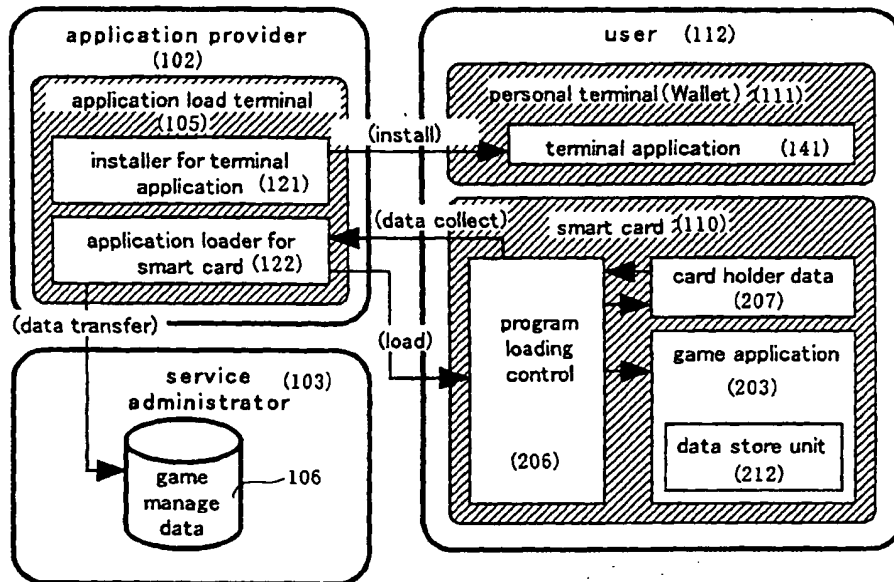 application provider
(102)
application load terminal
(105)
installer for terminal
application (121)
application loader for
smart card (122)
(install)
(data collect)
(load)
(data transfer)
service (103)
administrator
game
manage
data
106
user (112)
personal terminal(Wallet) (111)
terminal application (141)
smart card (110)
program
loading
control
(206)
card holder data
(207)
game application
(203)
data store unit
(212)